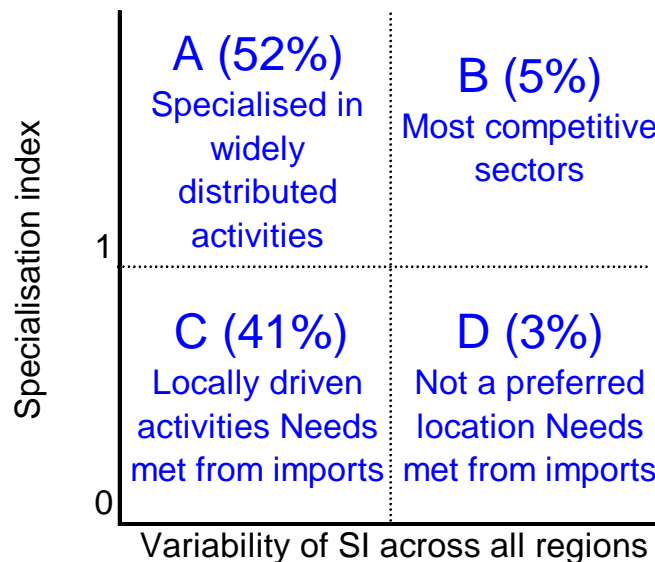 Specialisation index
A (52%)
Specialised in
widely
distributed
activities
B (5%)
Most competitive
sectors
1
C (41%)
Locally driven
activities Needs
met from imports
D (3%)
Not a preferred
location Needs
met from imports
0
Variability of SI across all regions